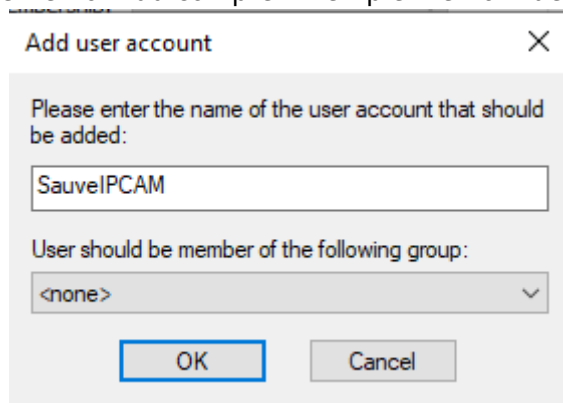 Add user account
Please enter the name of the user account that should
be added:
SauveIPCAM
User should be member of the following group:
<none>
OK
Cancel